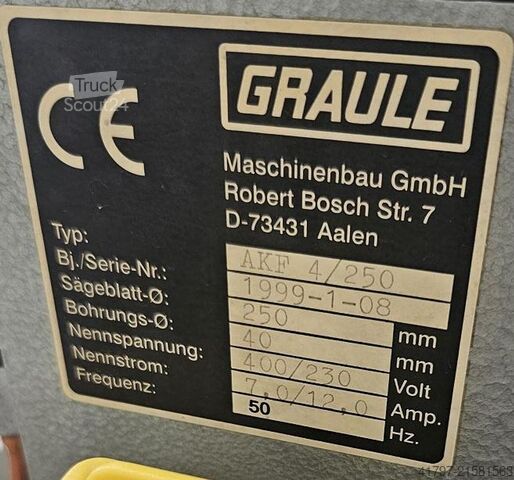 Truck
Scout24
CE
GRAULE
Maschinenbau GmbH
Robert Bosch Str. 7
D-73431 Aalen
Typ: AKF 4/250
Bj./Serie-Nr.: 1999-1-08
Sägeblatt-Ø: 250 mm
Bohrungs-Ø: 40 mm
Nennspannung: 400/230 Volt
Nennstrom: 7,0/12,0 Amp.
Frequenz: 50 Hz.
41797-21581563